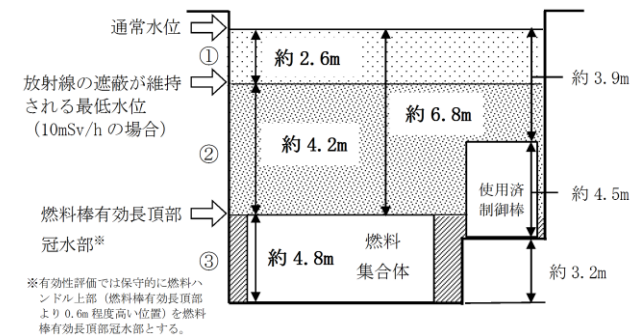 通常水位
①
約 2.6m
放射線の遮蔽が維持
される最低水位
(10mSv/h の場合)
約 3.9m
約 6.8m
②
約 4.2m
使用済
制御棒
約 4.5m
燃料棒有効長頂部
冠水部※
③
約 4.8m
燃料
集合体
約 3.2m
※有効性評価では保守的に燃料ハ
ンドル上部（燃料棒有効長頂部
より 0.6m 程度高い位置）を燃料
棒有効長頂部冠水部とする。